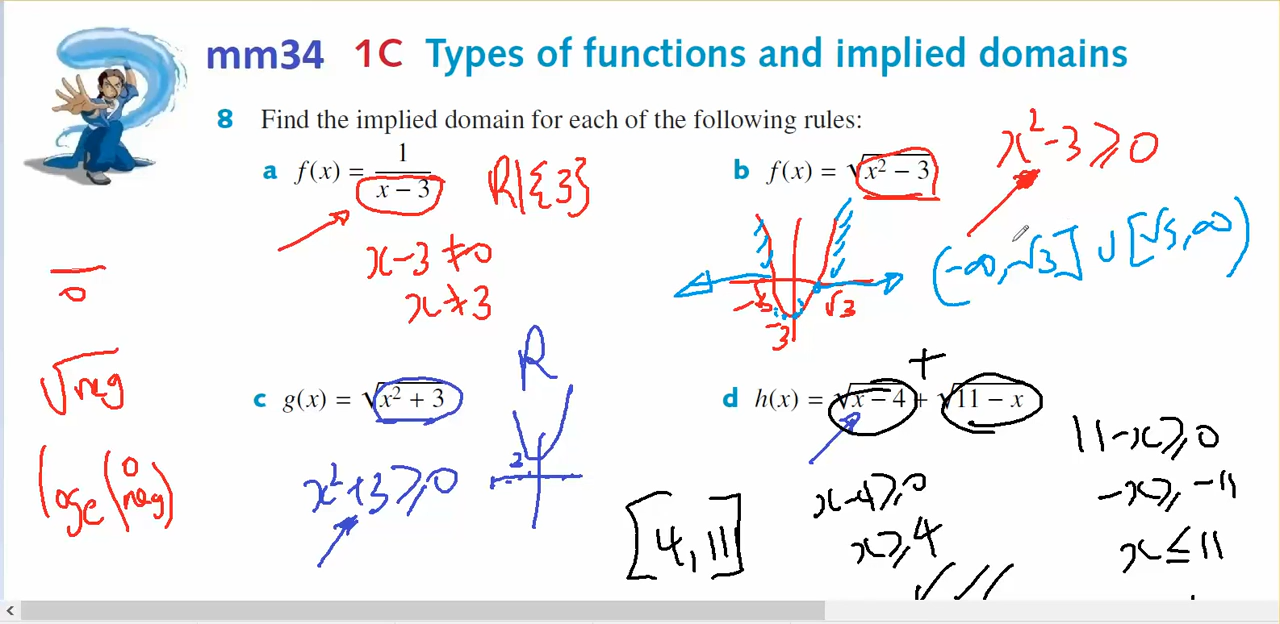 mm34 1C Types of functions and implied domains
8 Find the implied domain for each of the following rules:
a f(x) = 1/(x − 3)
R\{3}
x-3 ≠ 0
x ≠ 3
b f(x) = √(x² − 3)
x²-3 ≥ 0
(-∞, √3] ∪ [√3, ∞)
√3
-3
—/0
√neg
logₑ(0 neg)
c g(x) = √(x² + 3)
R
x²+3 ≥ 0
d h(x) = √(x − 4) + √(11 − x)
+
x-4 ≥ 0
x ≥ 4
11-x ≥ 0
-x ≥ -11
x ≤ 11
[4, 11]